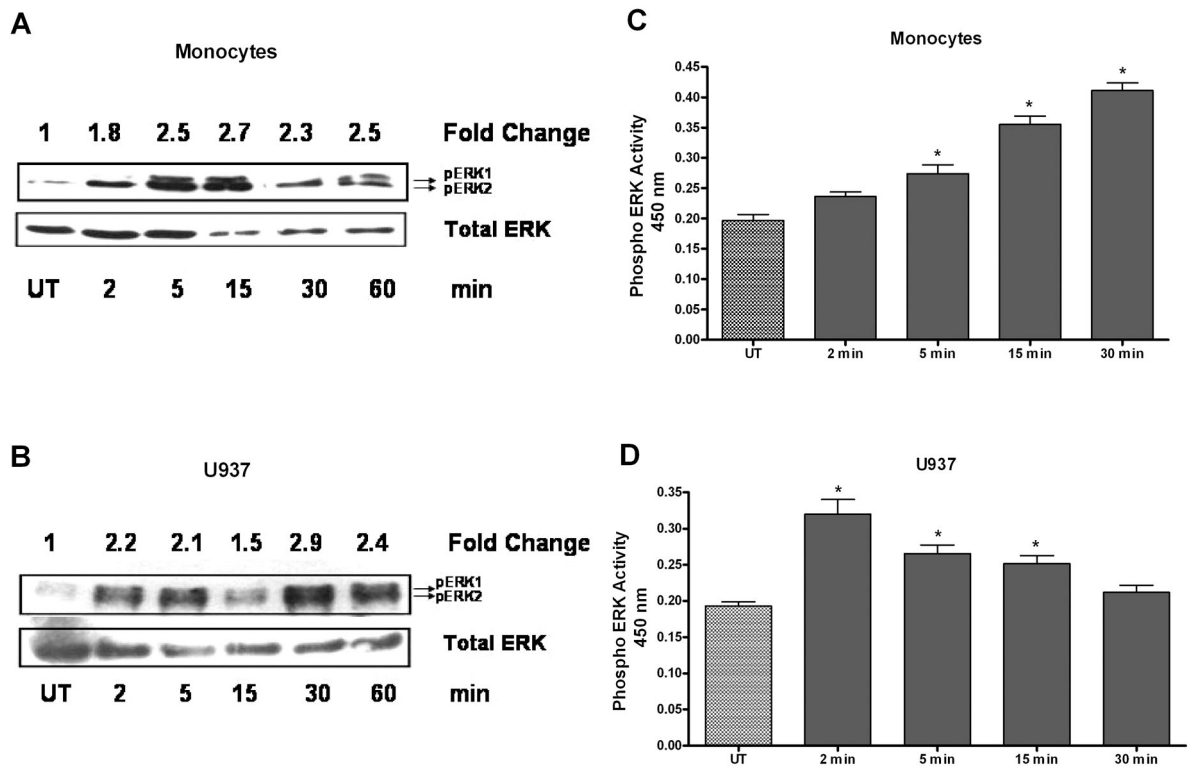 A
Monocytes
1 1.8 2.5 2.7 2.3 2.5 Fold Change
pERK1
pERK2
Total ERK
UT 2 5 15 30 60 min
B
U937
1 2.2 2.1 1.5 2.9 2.4 Fold Change
pERK1
pERK2
Total ERK
UT 2 5 15 30 60 min
C
Monocytes
Phospho ERK Activity
450 nm
0.45
0.40
0.35
0.30
0.25
0.20
0.15
0.10
0.05
0.00
* * *
UT 2 min 5 min 15 min 30 min
D
U937
Phospho ERK Activity
450 nm
0.35
0.30
0.25
0.20
0.15
0.10
0.05
0.00
* * *
UT 2 min 5 min 15 min 30 min